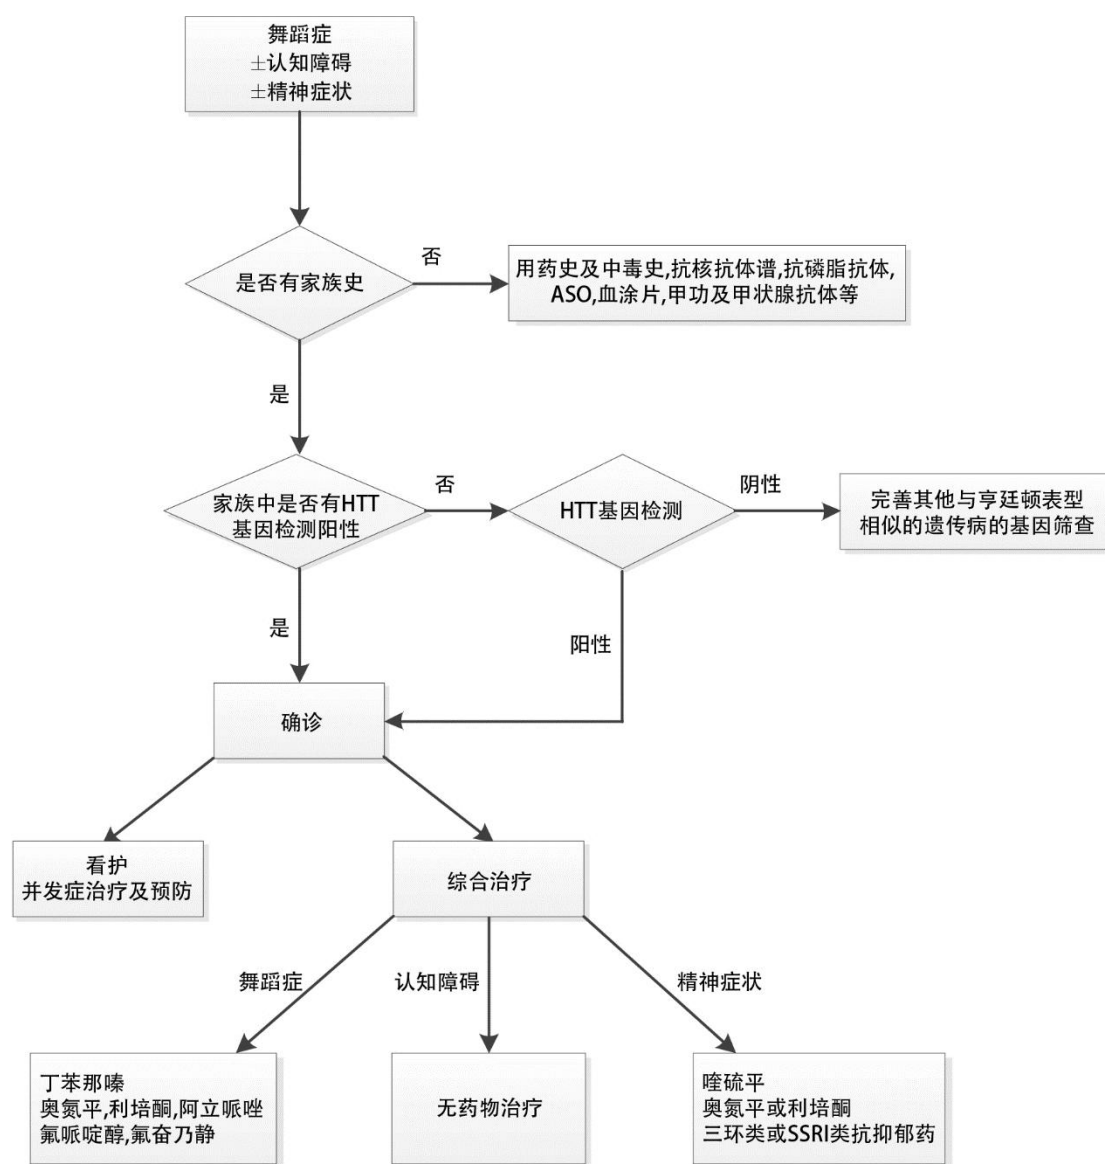 舞蹈症
±认知障碍
±精神症状
是否有家族史
否
用药史及中毒史,抗核抗体谱,抗磷脂抗体,
ASO,血涂片,甲功及甲状腺抗体等
是
家族中是否有HTT
基因检测阳性
否
HTT基因检测
阴性
完善其他与亨廷顿表型
相似的遗传病的基因筛查
是
阳性
确诊
看护
并发症治疗及预防
综合治疗
舞蹈症
认知障碍
精神症状
丁苯那嗪
奥氮平,利培酮,阿立哌唑
氟哌啶醇,氟奋乃静
无药物治疗
喹硫平
奥氮平或利培酮
三环类或SSRI类抗抑郁药